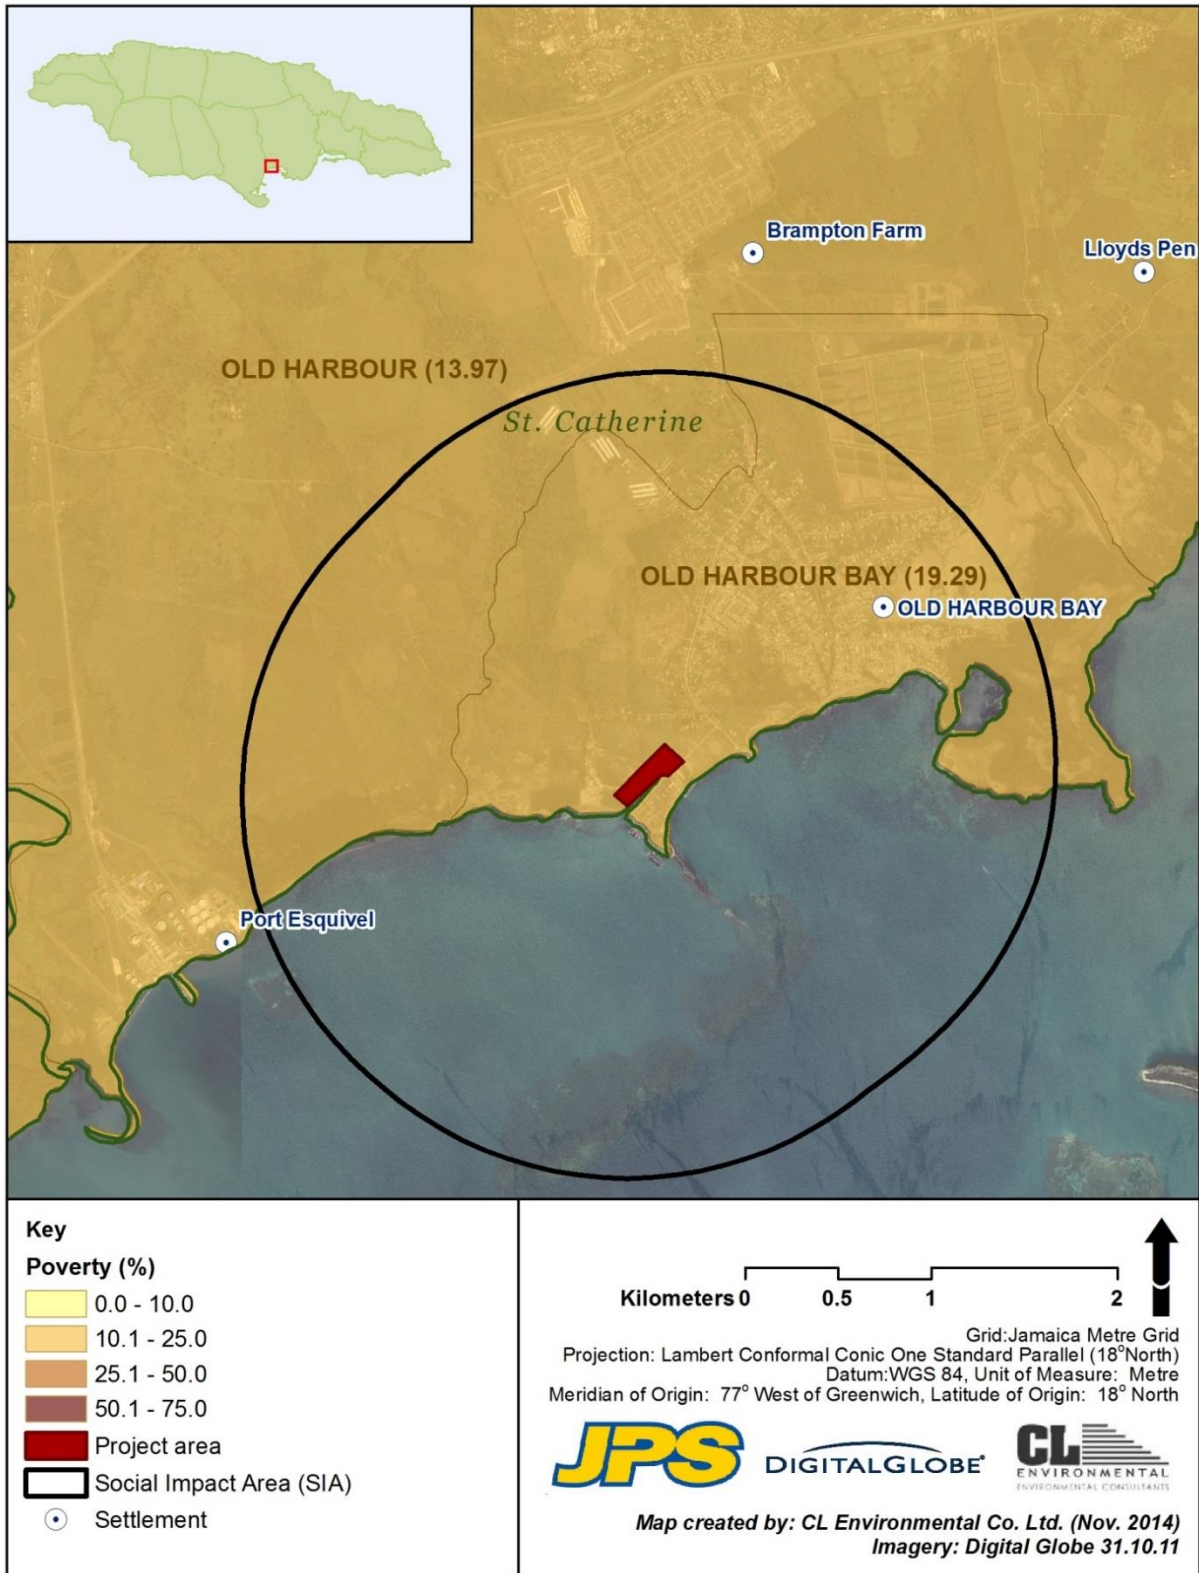 Brampton Farm
Lloyds Pen
OLD HARBOUR (13.97)
St. Catherine
OLD HARBOUR BAY (19.29)
OLD HARBOUR BAY
Port Esquivel
Key
Poverty (%)
0.0 - 10.0
10.1 - 25.0
25.1 - 50.0
50.1 - 75.0
Project area
Social Impact Area (SIA)
Settlement
Kilometers 0 0.5 1 2
Grid:Jamaica Metre Grid
Projection: Lambert Conformal Conic One Standard Parallel (18°North)
Datum:WGS 84, Unit of Measure: Metre
Meridian of Origin: 77° West of Greenwich, Latitude of Origin: 18° North
JPS
DIGITALGLOBE®
CL
ENVIRONMENTAL
ENVIRONMENTAL CONSULTANTS
Map created by: CL Environmental Co. Ltd. (Nov. 2014)
Imagery: Digital Globe 31.10.11